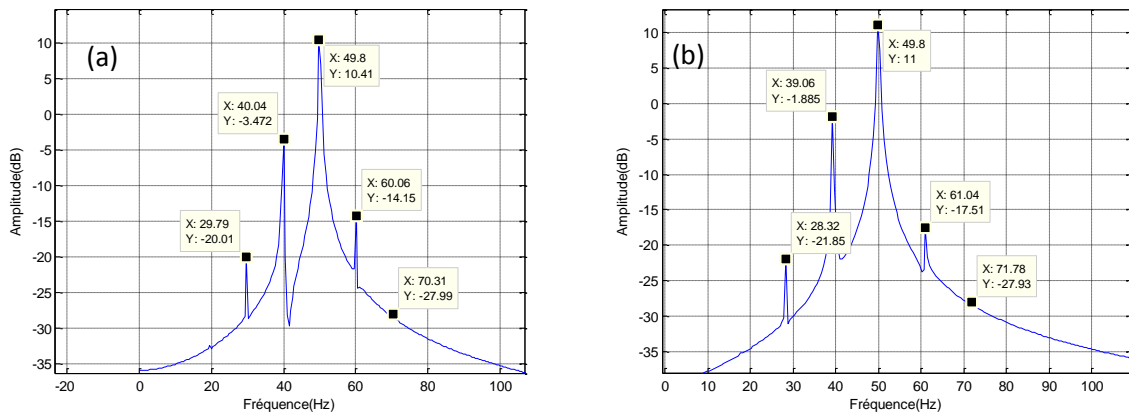 (a)
X: 49.8
Y: 10.41
X: 40.04
Y: -3.472
X: 60.06
Y: -14.15
X: 29.79
Y: -20.01
X: 70.31
Y: -27.99
10
5
0
-5
-10
-15
-20
-25
-30
-35
-20
0
20
40
60
80
100
Amplitude(dB)
Fréquence(Hz)
(b)
X: 49.8
Y: 11
X: 39.06
Y: -1.885
X: 61.04
Y: -17.51
X: 28.32
Y: -21.85
X: 71.78
Y: -27.93
10
5
0
-5
-10
-15
-20
-25
-30
-35
0
10
20
30
40
50
60
70
80
90
100
Amplitude(dB)
Fréquence(Hz)